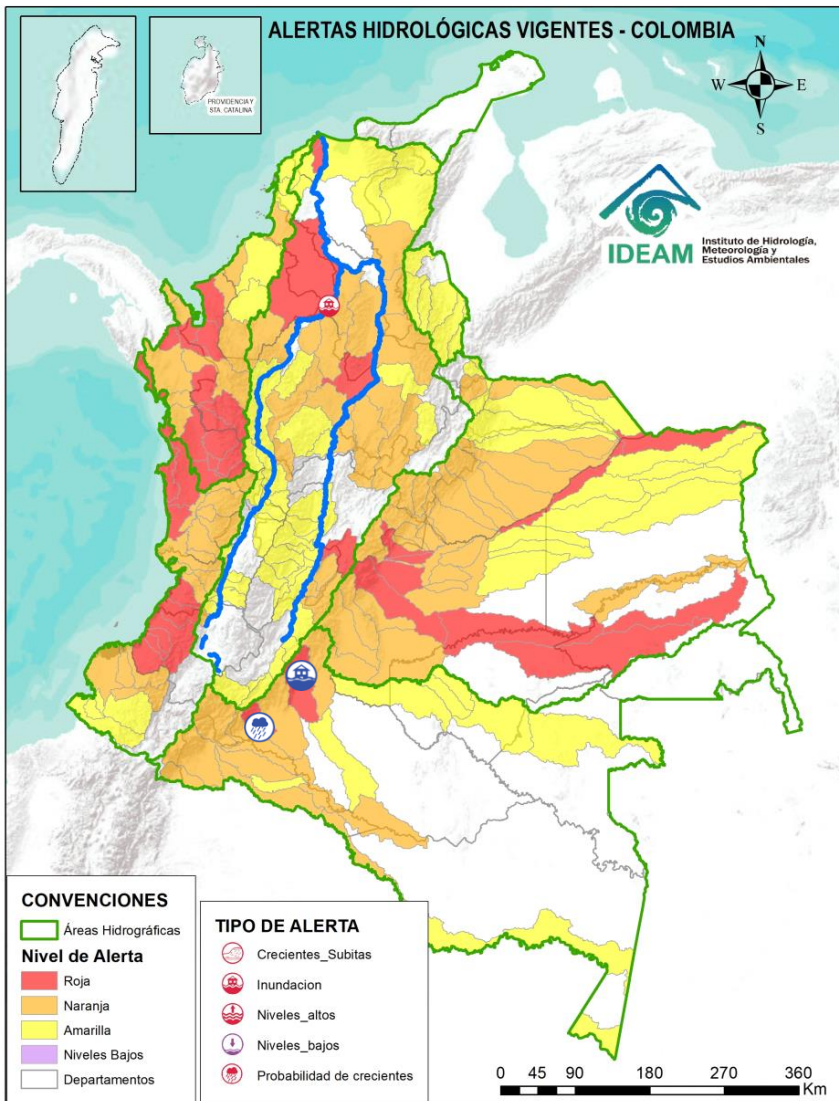 ALERTAS HIDROLÓGICAS VIGENTES - COLOMBIA
PROVIDENCIA Y
STA. CATALINA
N
W
E
S
IDEAM
Instituto de Hidrología,
Meteorología y
Estudios Ambientales
CONVENCIONES
Áreas Hidrográficas
Nivel de Alerta
Roja
Naranja
Amarilla
Niveles Bajos
Departamentos
TIPO DE ALERTA
Crecientes_Subitas
Inundacion
Niveles_altos
Niveles_bajos
Probabilidad de crecientes
0 45 90 180 270 360
Km